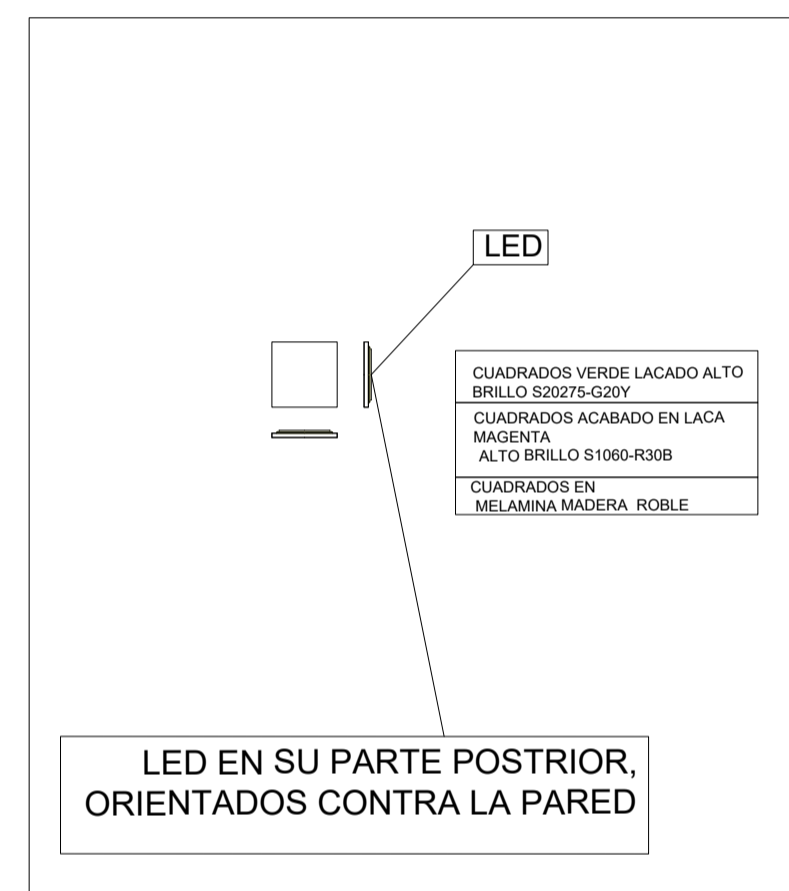 LED
CUADRADOS VERDE LACADO ALTO
BRILLO S20275-G20Y
CUADRADOS ACABADO EN LACA
MAGENTA
ALTO BRILLO S1060-R30B
CUADRADOS EN
MELAMINA MADERA ROBLE
LED EN SU PARTE POSTRIOR,
ORIENTADOS CONTRA LA PARED